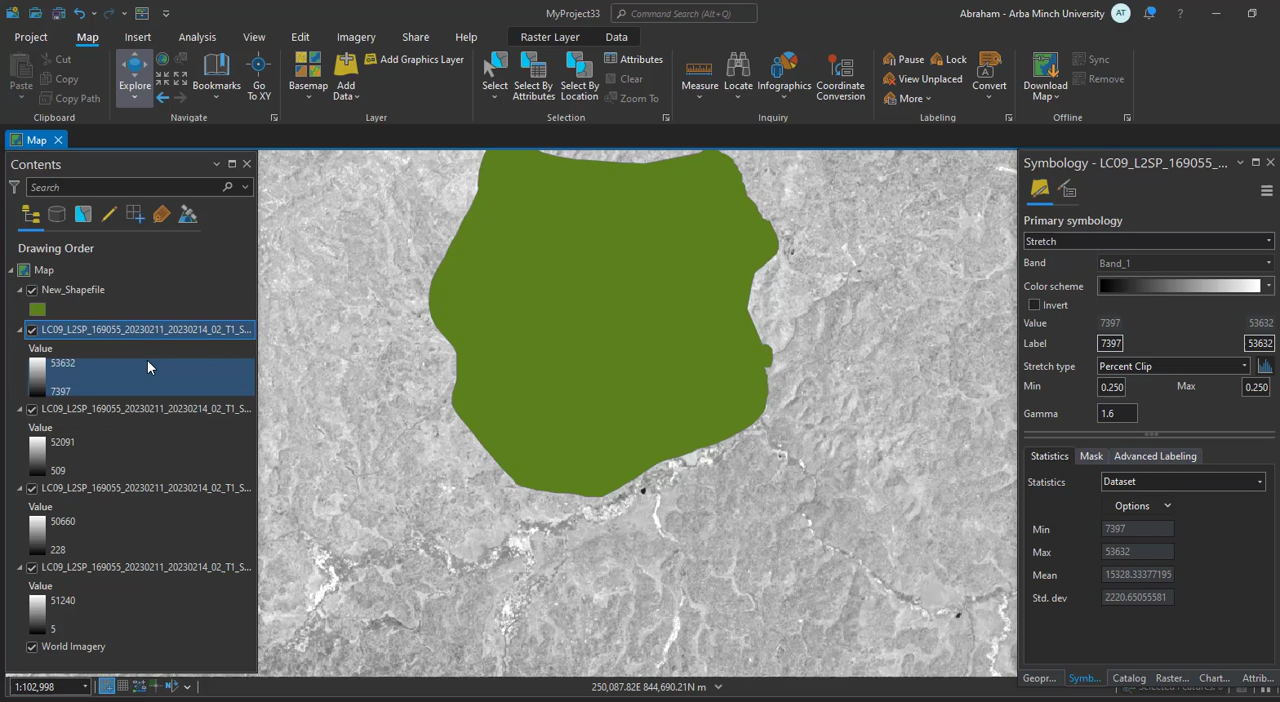 MyProject33
Command Search (Alt+Q)
Abraham - Arba Minch University
AT
?
Project
Map
Insert
Analysis
View
Edit
Imagery
Share
Help
Raster Layer
Data
Paste
Cut
Copy
Copy Path
Clipboard
Explore
Bookmarks
Go To XY
Navigate
Basemap
Add Data
Add Graphics Layer
Layer
Select
Select By Attributes
Select By Location
Attributes
Clear
Zoom To
Selection
Measure
Locate
Infographics
Coordinate Conversion
Inquiry
Pause
Lock
View Unplaced
More
Convert
Labeling
Download Map
Sync
Remove
Offline
Map
Contents
Search
Drawing Order
Map
New_Shapefile
LC09_L2SP_169055_20230211_20230214_02_T1_S...
Value
53632
7397
LC09_L2SP_169055_20230211_20230214_02_T1_S...
Value
52091
509
LC09_L2SP_169055_20230211_20230214_02_T1_S...
Value
50660
228
LC09_L2SP_169055_20230211_20230214_02_T1_S...
Value
51240
5
World Imagery
1:102,998
250,087.82E 844,690.21N m
Symbology - LC09_L2SP_169055_...
Primary symbology
Stretch
Band
Band_1
Color scheme
Invert
Value
7397
53632
Label
7397
53632
Stretch type
Percent Clip
Min
0.250
Max
0.250
Gamma
1.6
Statistics
Mask
Advanced Labeling
Statistics
Dataset
Options
Min
7397
Max
53632
Mean
15328.33377195
Std. dev
2220.65055581
Geopr...
Symb...
Catalog
Raster...
Chart...
Attrib...
Selected Features: 0